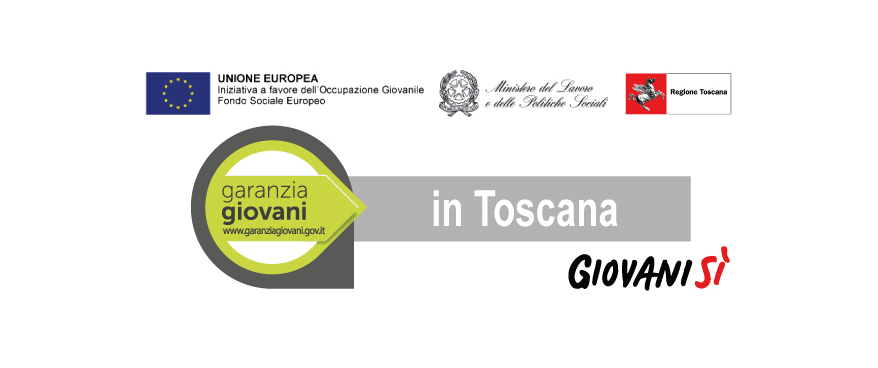 UNIONE EUROPEA
Iniziativa a favore dell'Occupazione Giovanile
Fondo Sociale Europeo
Ministero del Lavoro
e delle Politiche Sociali
Regione Toscana
garanzia
giovani
www.garanziagiovani.gov.it
in Toscana
GIOVANISÌ